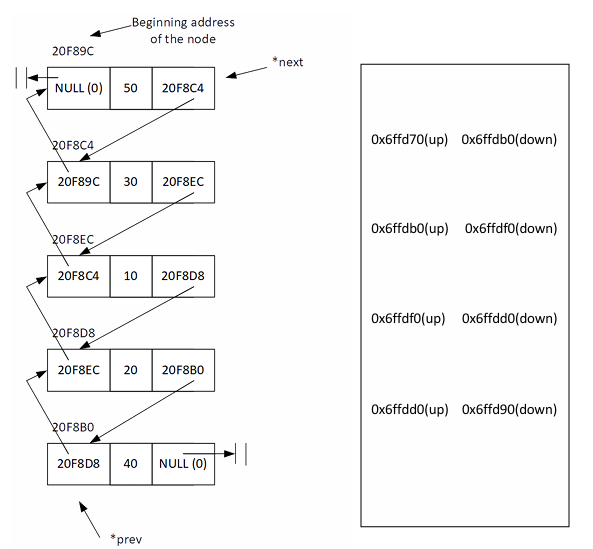 Beginning address
of the node
20F89C
*next
NULL (0) 50 20F8C4
20F8C4
20F89C 30 20F8EC
20F8EC
20F8C4 10 20F8D8
20F8D8
20F8EC 20 20F8B0
20F8B0
20F8D8 40 NULL (0)
*prev
0x6ffd70(up) 0x6ffdb0(down)
0x6ffdb0(up) 0x6ffdf0(down)
0x6ffdf0(up) 0x6ffdd0(down)
0x6ffdd0(up) 0x6ffd90(down)